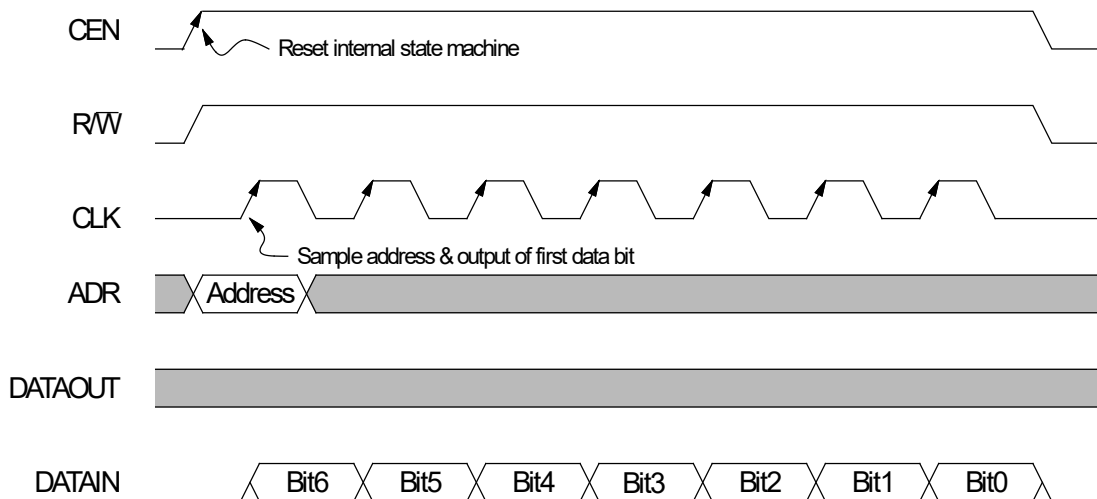 CEN
Reset internal state machine
R/W̅
CLK
Sample address & output of first data bit
ADR
Address
DATAOUT
DATAIN
Bit6 Bit5 Bit4 Bit3 Bit2 Bit1 Bit0